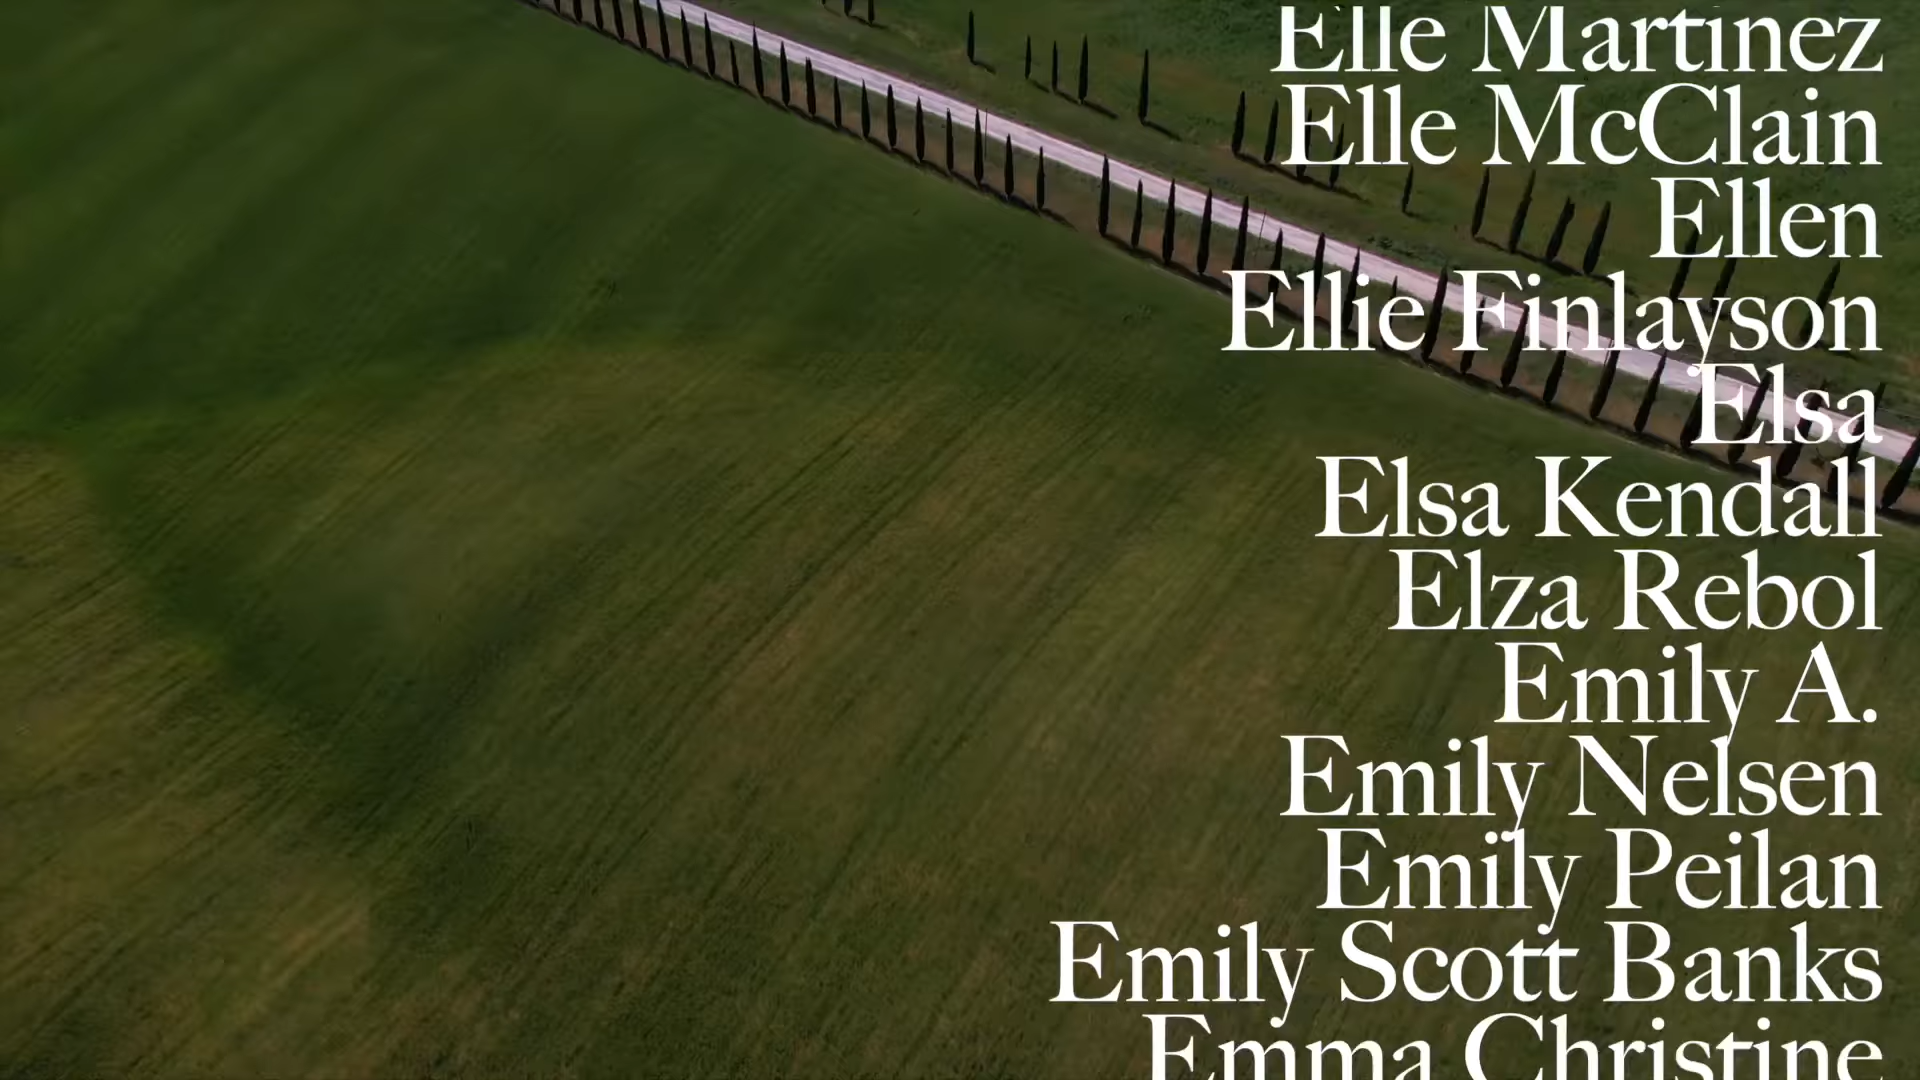 Elle Martinez
Elle McClain
Ellen
Ellie Finlayson
Elsa
Elsa Kendall
Elza Rebol
Emily A.
Emily Nelsen
Emily Peilan
Emily Scott Banks
Emma Christine